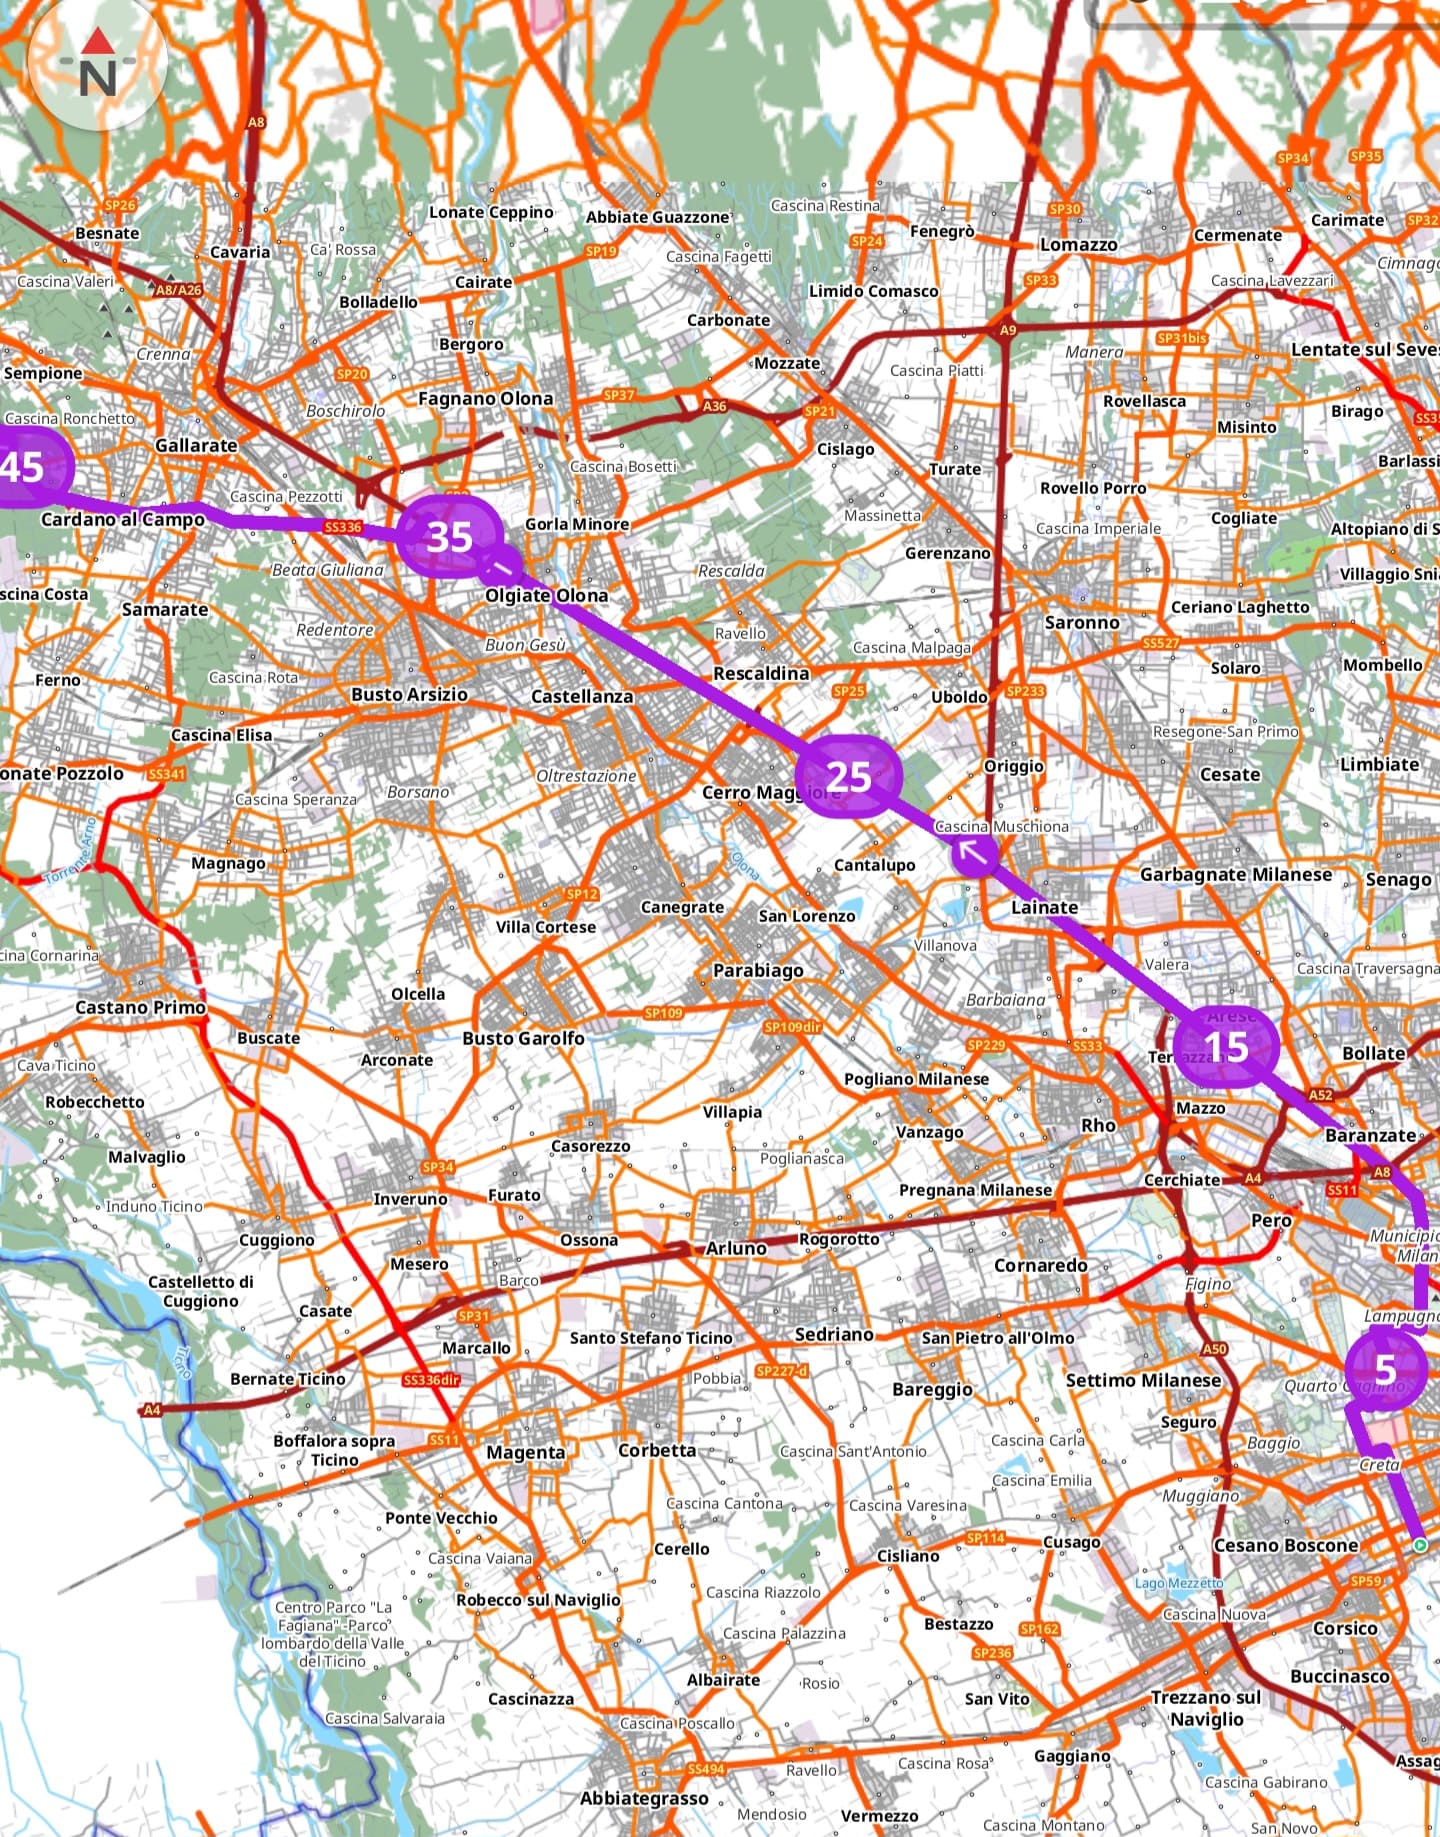 N
A8
SP34
SP35
SP26
Besnate
Lonate Ceppino
Abbiate Guazzone
Cascina Restina
SP30
Carimate
SP32
Cavaria
Ca' Rossa
SP19
Cascina Fagetti
SP24
Fenegrò
Lomazzo
Cermenate
Cascina Valeri
A8/A26
Bolladello
Cairate
Limido Comasco
SP33
Cascina Lavezzari
Carbonate
A9
SP31bis
Crenna
Bergoro
Mozzate
Manera
Lentate sul Seves
Sempione
SP20
Cascina Piatti
Cascina Ronchetto
Boschirolo
Fagnano Olona
SP37
A36
SP21
Rovellasca
Birago
Misinto
Gallarate
Cislago
45
Cascina Pezzotti
Cascina Bosetti
Turate
Rovello Porro
Barlassi
Cardano al Campo
SS336
35
Gorla Minore
Massinetta
Cascina Imperiale
Cogliate
Altopiano di S
Beata Giuliana
Gerenzano
Rescalda
Villaggio Snia
scina Costa
Samarate
Olgiate Olona
Ceriano Laghetto
Redentore
Buon Gesù
Ravello
Saronno
Cascina Malpaga
SS527
Ferno
Cascina Rota
Rescaldina
Solaro
Mombello
Busto Arsizio
Castellanza
SP25
Uboldo
SP233
Cascina Elisa
Resegone-San Primo
onate Pozzolo
SS341
Oltrestazione
25
Origgio
Cesate
Limbiate
Cascina Speranza
Borsano
Cerro Maggiore
Cascina Muschiona
Torrente Arno
Magnago
Olona
Cantalupo
Garbagnate Milanese
Senago
SP12
Canegrate
San Lorenzo
Lainate
Villa Cortese
Villanova
cina Cornarina
Parabiago
Valera
Cascina Traversagna
Olcella
Barbaiana
Castano Primo
SP109
SP109dir
Arese
Buscate
Busto Garolfo
SP229
SS33
15
Bollate
Cava Ticino
Arconate
Pogliano Milanese
Robecchetto
Villapia
Mazzo
A52
Malvaglio
Casorezzo
Vanzago
Rho
Baranzate
SP34
Poglianasca
Inveruno
Furato
Pregnana Milanese
Cerchiate
A4
A8
SS11
Induno Ticino
Cuggiono
Ossona
Arluno
Rogorotto
Pero
Mesero
Barco
Cornaredo
Figino
Castelletto di
Cuggiono
Casate
SP31
Marcallo
Santo Stefano Ticino
Sedriano
San Pietro all'Olmo
Ticino
Bernate Ticino
SS336dir
Pobbia
SP227-d
Bareggio
Settimo Milanese
A50
5
A4
Seguro
Boffalora sopra
Ticino
SS11
Magenta
Corbetta
Cascina Sant'Antonio
Cascina Carla
Baggio
Creta
Cascina Emilia
Muggiano
Cascina Cantona
Cascina Varesina
Ponte Vecchio
Cascina Vaiana
Cerello
Cisliano
SP114
Cusago
Cesano Boscone
Lago Mezzetto
SP59
Centro Parco "La
Fagiana" -Parco
lombardo della Valle
del Ticino
Robecco sul Naviglio
Cascina Riazzolo
Cascina Nuova
Cascina Palazzina
Bestazzo
SP162
Corsico
SP236
Albairate
Rosio
Buccinasco
Cascinazza
San Vito
Trezzano sul
Naviglio
Cascina Salvaraia
Cascina Poscallo
SS494
Ravello
Cascina Rosa
Gaggiano
Assag
Abbiategrasso
Mendosio
Vermezzo
Cascina Montano
Cascina Gabirano
San Novo